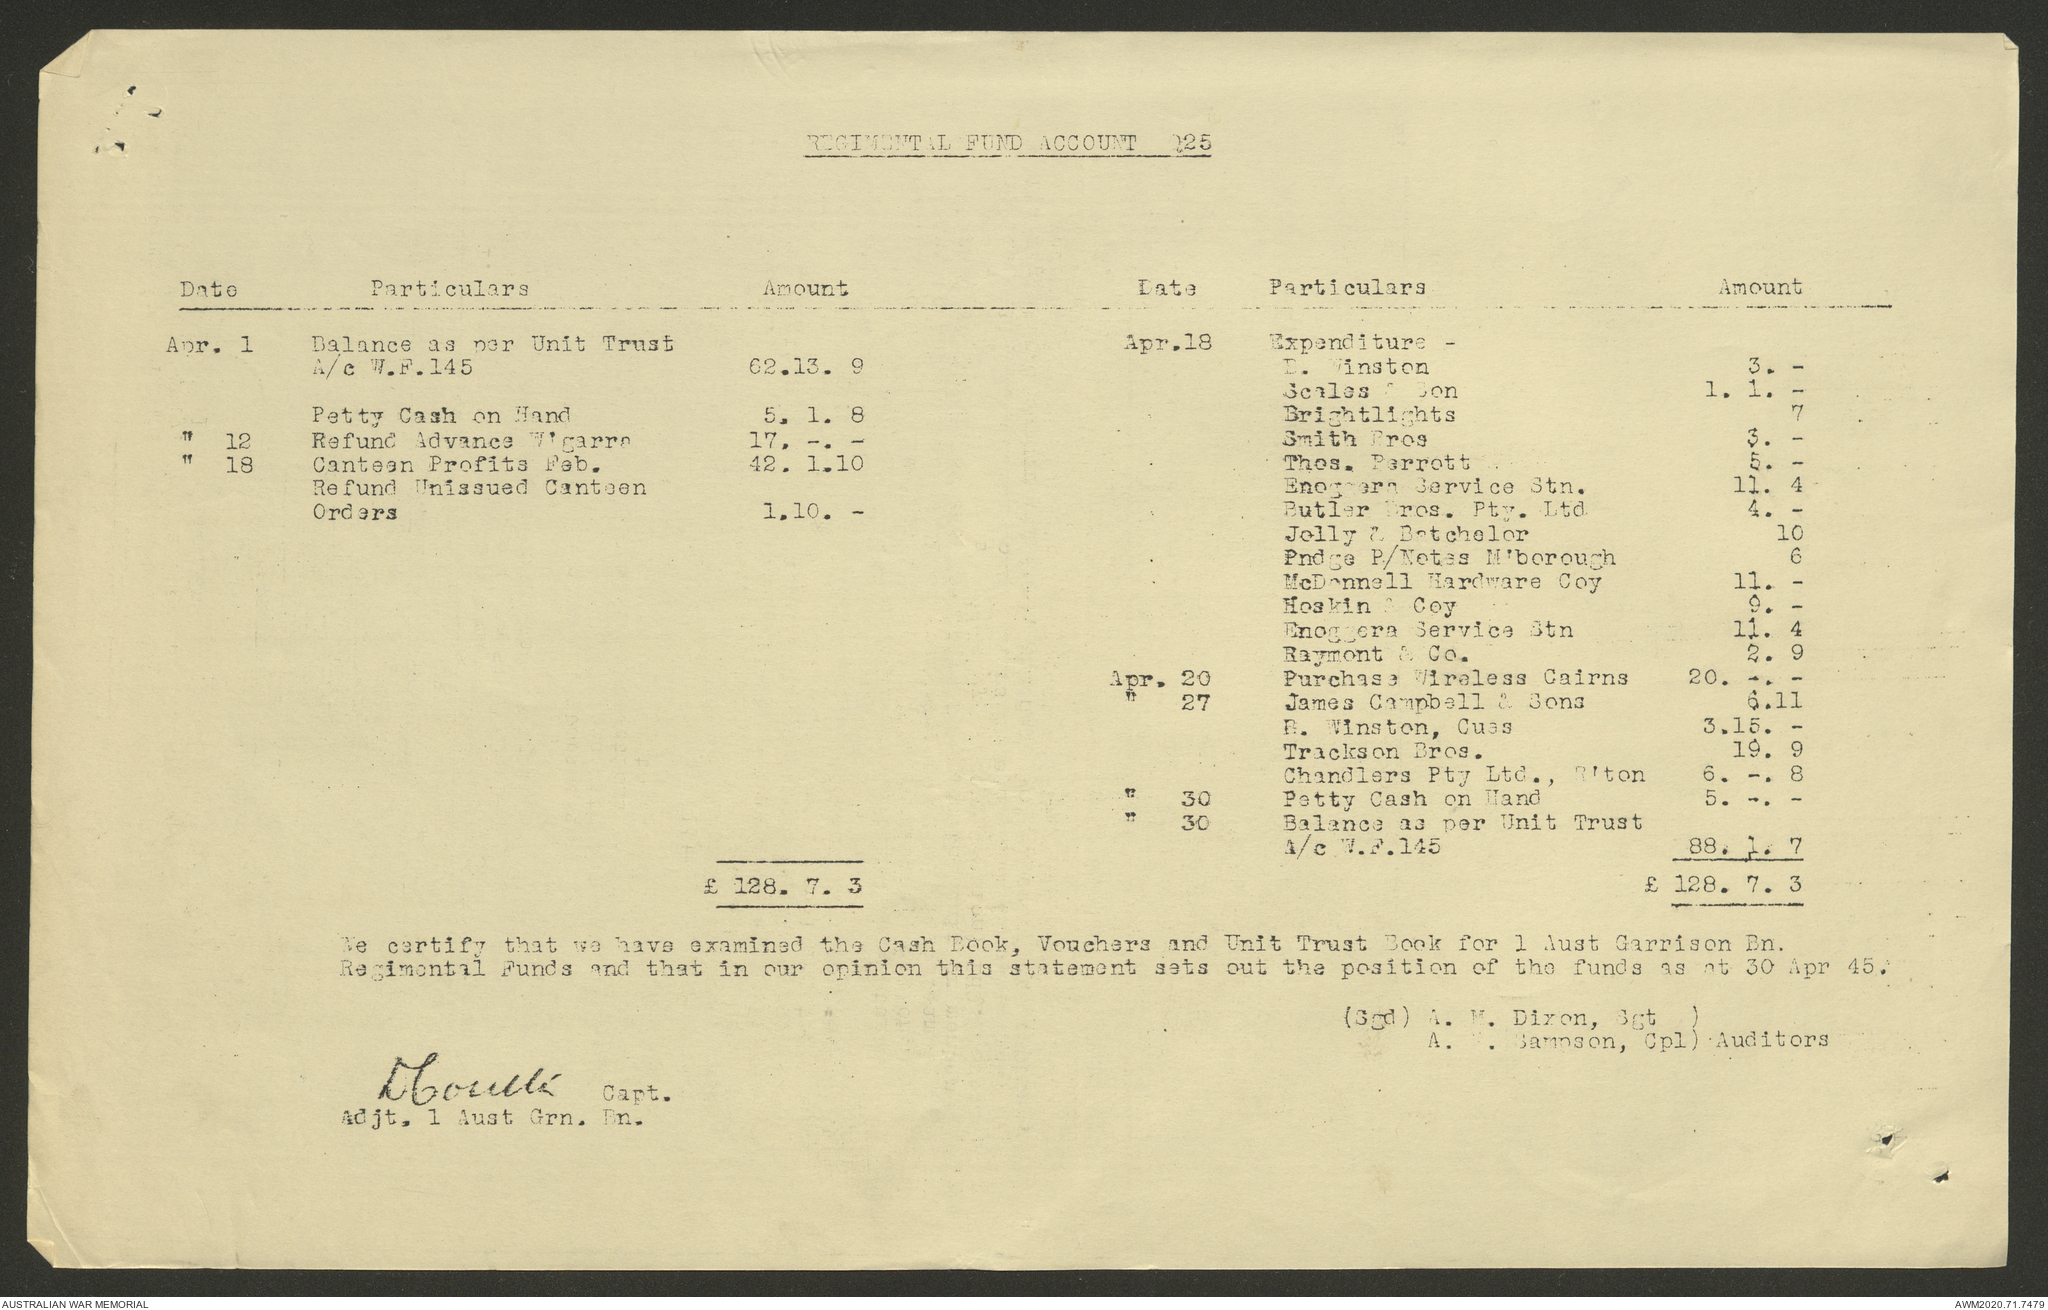 REGIMENTAL FUND ACCOUNT Q25
Date Particulars Amount
Apr. 1 Balance as per Unit Trust
A/c W.F.145 62.13. 9
Petty Cash on Hand 5. 1. 8
" 12 Refund Advance W'garra 17. -. -
" 18 Canteen Profits Feb. 42. 1.10
Refund Unissued Canteen
Orders 1.10. -
£ 128. 7. 3
Date Particulars Amount
Apr.18 Expenditure -
Winston 3. -
Scales & Son 1. 1. -
Brightlights 7
Smith Bros 3. -
Thos. Perrott 5. -
Enoggera Service Stn. 11. 4
Butler Bros. Pty. Ltd 4. -
Jolly & Batchelor 10
Pndge P/Notes M'borough 6
McDonnell Hardware Coy 11. -
Hoskin & Coy 9. -
Enoggera Service Stn 11. 4
Raymont & Co. 2. 9
Apr. 20 Purchase Wireless Cairns 20. -. -
" 27 James Campbell & Sons 6.11
Winston, Cues 3.15. -
Trackson Bros. 19. 9
Chandlers Pty Ltd., R'ton 6. -. 8
" 30 Petty Cash on Hand 5. -. -
" 30 Balance as per Unit Trust
A/c W.F.145 88. 1. 7
£ 128. 7. 3
We certify that we have examined the Cash Book, Vouchers and Unit Trust Book for 1 Aust Garrison Bn.
Regimental Funds and that in our opinion this statement sets out the position of the funds as at 30 Apr 45.
(Sgd) A. M. Dixon, Sgt )
A. Sampson, Cpl) Auditors
Capt.
Adjt. 1 Aust Grn. Bn.
AUSTRALIAN WAR MEMORIAL
AWM2020.71.7479